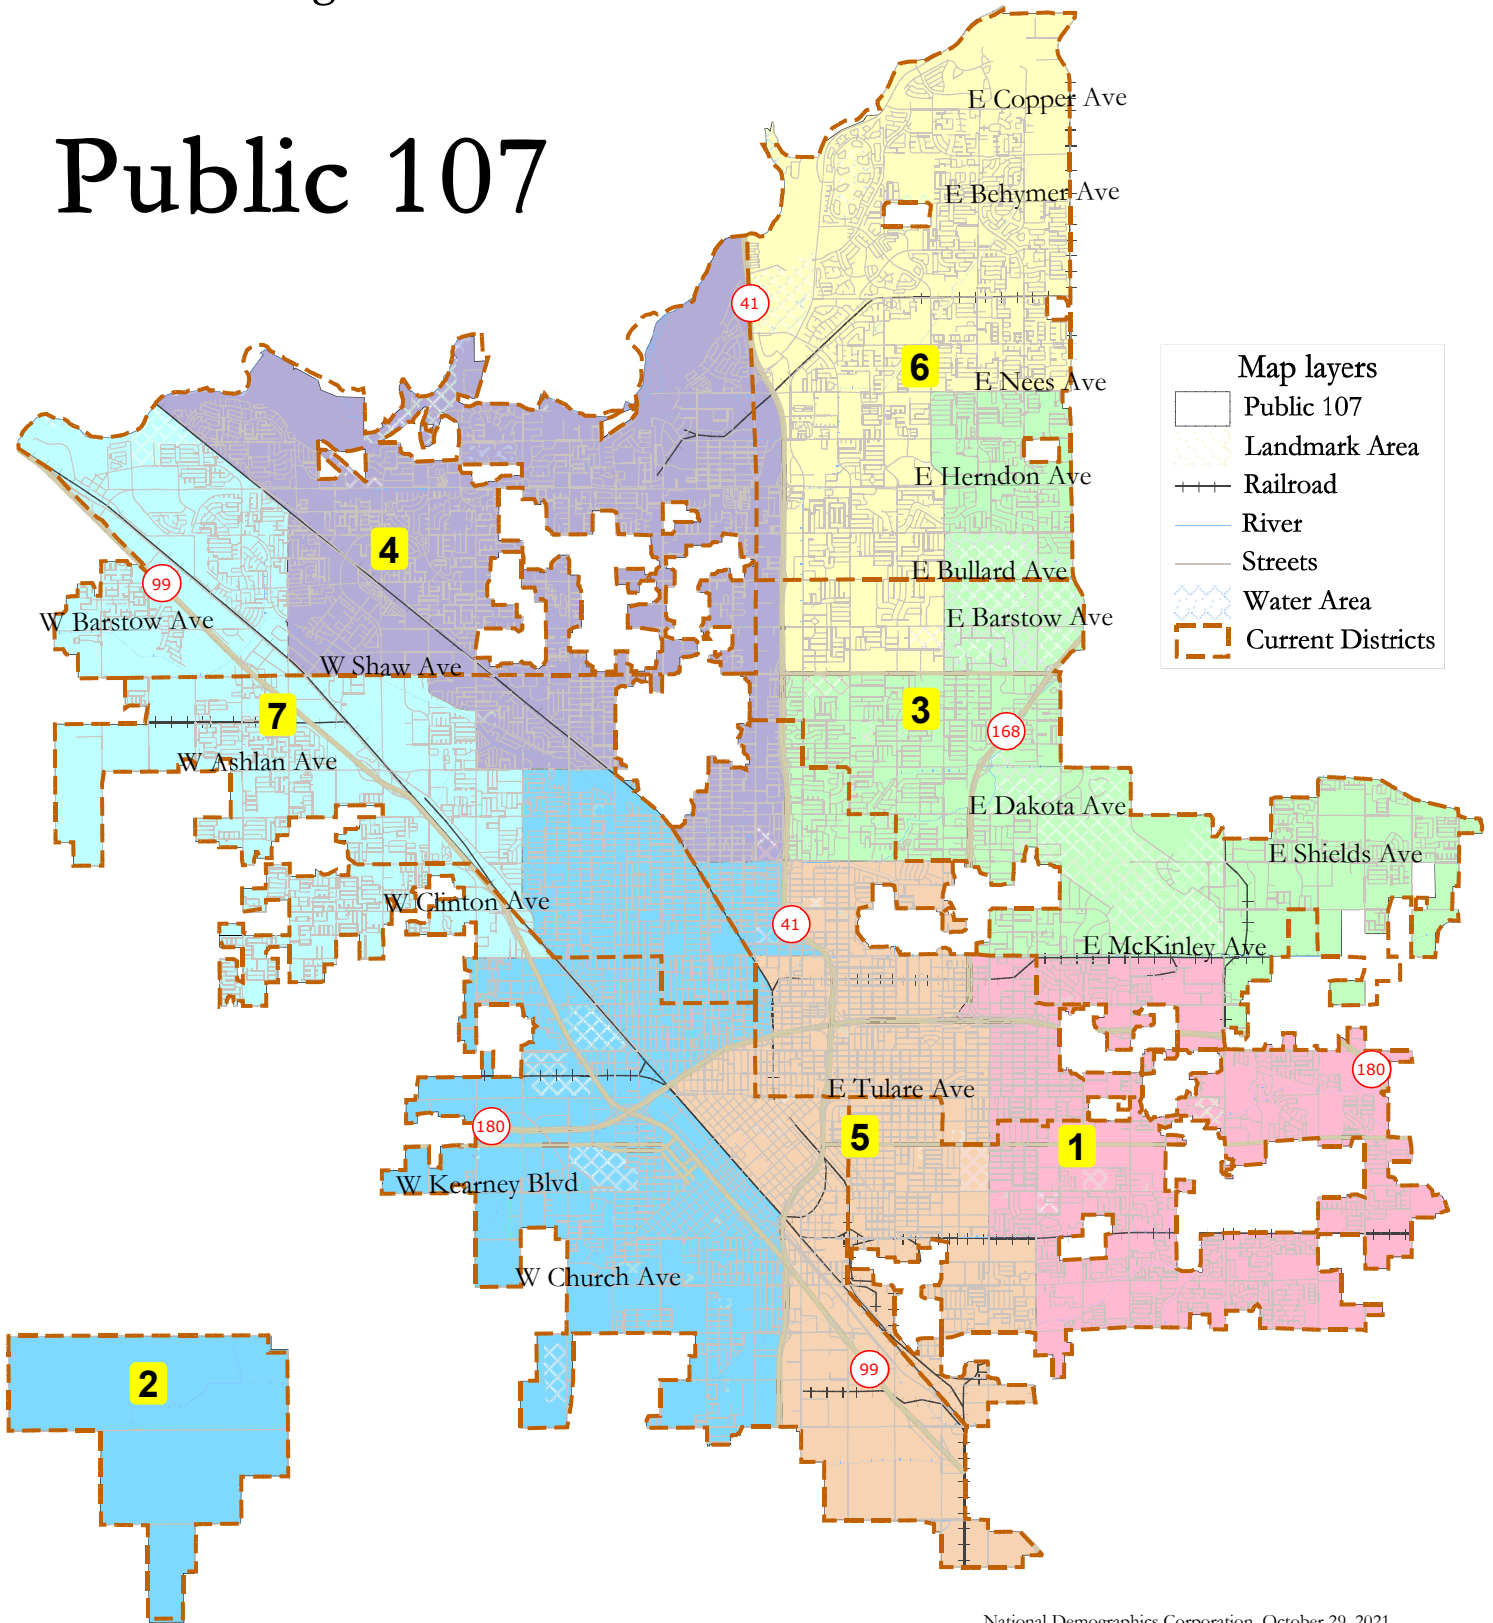 Public 107
E Copper Ave
E Behymer Ave
41
6
E Nees Ave
Map layers
Public 107
Landmark Area
Railroad
River
Streets
Water Area
Current Districts
E Herndon Ave
4
99
E Bullard Ave
W Barstow Ave
E Barstow Ave
W Shaw Ave
7
3
168
W Ashlan Ave
E Dakota Ave
E Shields Ave
W Clinton Ave
41
E McKinley Ave
180
E Tulare Ave
180
5
1
W Kearney Blvd
W Church Ave
99
2
National Demographics Corporation, October 29, 2021